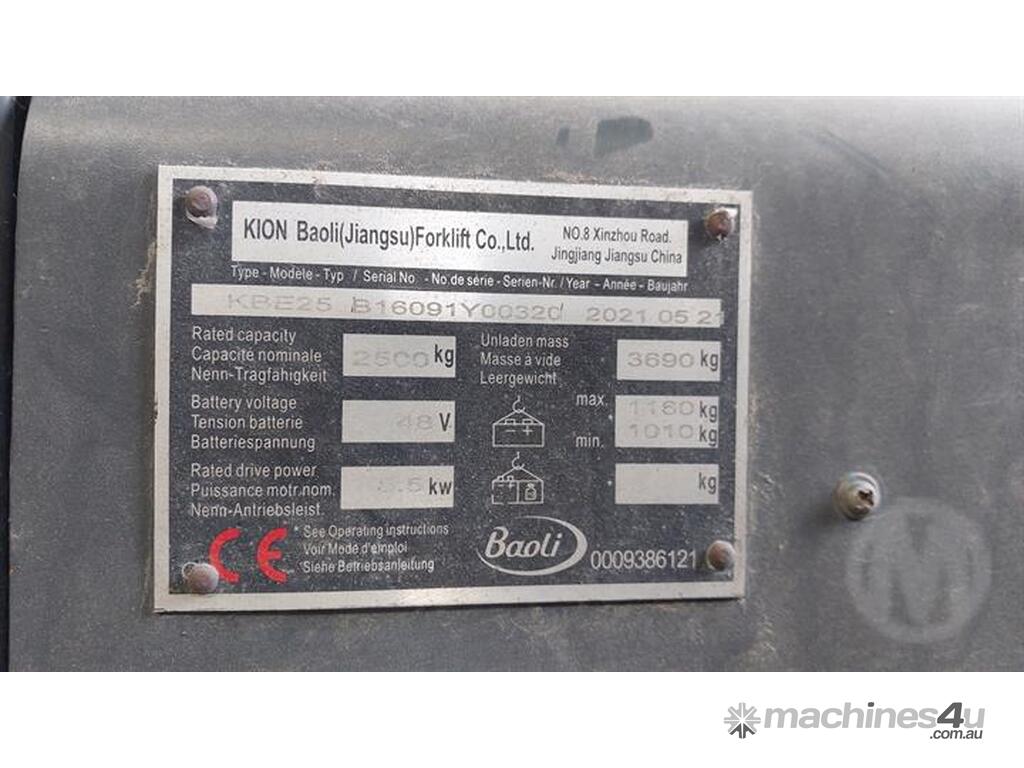 KION Baoli(Jiangsu)Forklift Co.,Ltd.
NO.8 Xinzhou Road.
Jingjiang Jiangsu China
Type - Modèle - Typ / Serial No - No.de série - Serien-Nr. / Year - Année - Baujahr
KBE25 B16091Y00320 2021 05 21
Rated capacity
Capacité nominale
Nenn-Tragfähigkeit
2500 kg
Unladen mass
Masse à vide
Leergewicht
3690 kg
Battery voltage
Tension batterie
Batteriespannung
48 V
max.
1160 kg
min.
1010 kg
Rated drive power
Puissance motr.nom.
Nenn-Antriebsleist.
kw
kg
CE
* See Operating instructions
Voir Mode d'emploi
Siehe Betriebsanleitung
Baoli
0009386121
M
machines4u
.com.au